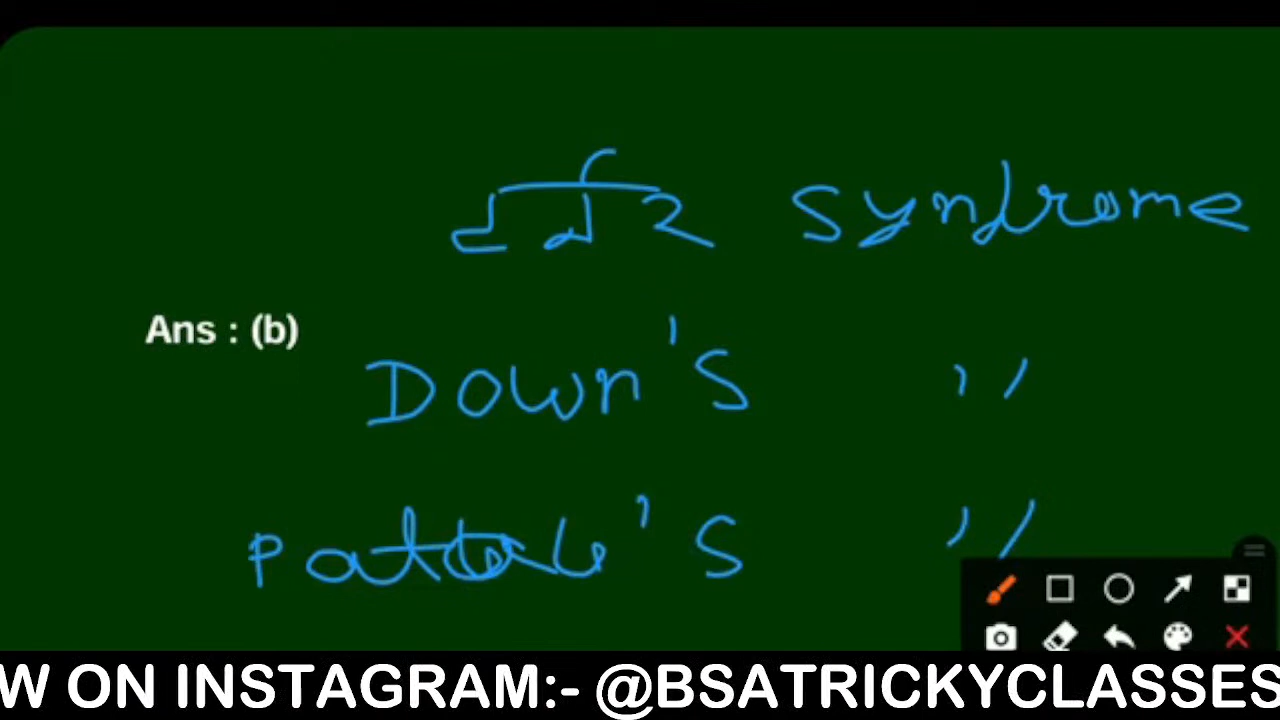 syndrome
Ans : (b)
Down's ''
's ''
W ON INSTAGRAM:- @BSATRICKYCLASSES